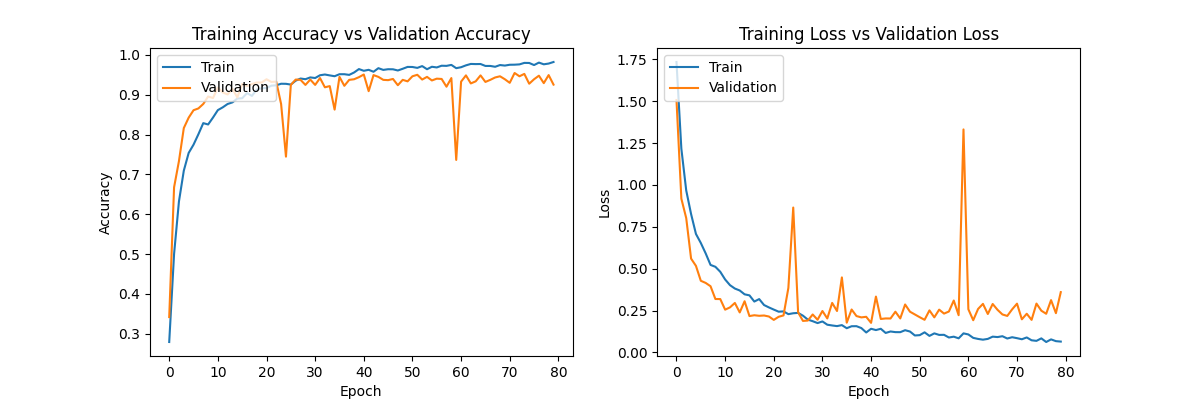 Training Accuracy vs Validation Accuracy
1.0
0.9
0.8
0.7
0.6
0.5
0.4
0.3
Accuracy
Train
Validation
0 10 20 30 40 50 60 70 80
Epoch
Training Loss vs Validation Loss
1.75
1.50
1.25
1.00
0.75
0.50
0.25
0.00
Loss
Train
Validation
0 10 20 30 40 50 60 70 80
Epoch